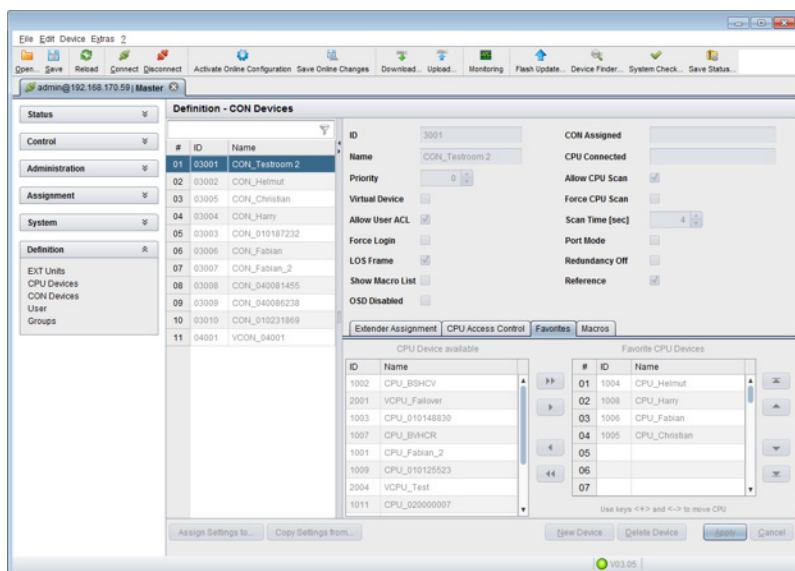 File Edit Device Extras ?
Open... Save Reload Connect Disconnect Activate Online Configuration Save Online Changes Download... Upload... Monitoring Flash Update... Device Finder... System Check... Save Status...
admin@192.168.170.59 | Master
Status
Control
Administration
Assignment
System
Definition
EXT Units
CPU Devices
CON Devices
User
Groups
Definition - CON Devices
# ID Name
01 03001 CON_Testroom 2
02 03002 CON_Helmut
03 03005 CON_Christian
04 03004 CON_Harry
05 03003 CON_010187232
06 03006 CON_Fabian
07 03007 CON_Fabian_2
08 03008 CON_040081455
09 03009 CON_040086238
10 03010 CON_010231869
11 04001 VCON_04001
ID 3001
Name CON_Testroom 2
Priority 0
Virtual Device
Allow User ACL
Force Login
LOS Frame
Show Macro List
OSD Disabled
CON Assigned
CPU Connected
Allow CPU Scan
Force CPU Scan
Scan Time [sec] 4
Port Mode
Redundancy Off
Reference
Extender Assignment CPU Access Control Favorites Macros
CPU Device available
ID Name
1002 CPU_BSHCV
2001 VCPU_Failover
1003 CPU_010148830
1007 CPU_BVHCR
1001 CPU_Fabian_2
1009 CPU_010125523
2004 VCPU_Test
1011 CPU_020000007
Favorite CPU Devices
# ID Name
01 1004 CPU_Helmut
02 1008 CPU_Harry
03 1006 CPU_Fabian
04 1005 CPU_Christian
05
06
07
Use keys <+> and <-> to move CPU
Assign Settings to... Copy Settings from... New Device Delete Device Apply Cancel
V03.05